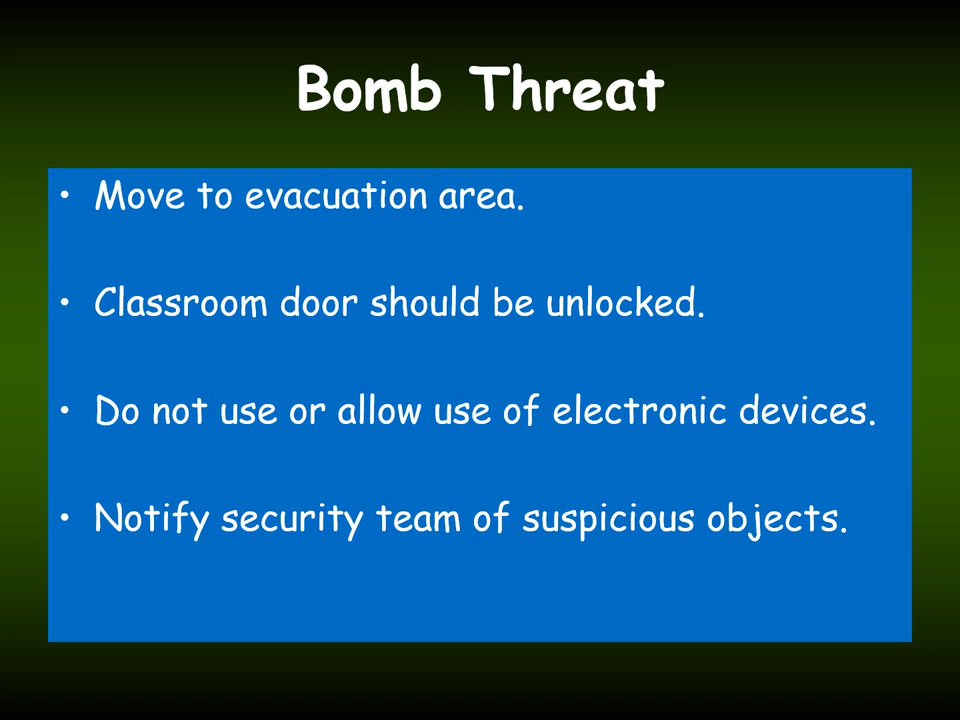 Bomb Threat
• Move to evacuation area.
• Classroom door should be unlocked.
• Do not use or allow use of electronic devices.
• Notify security team of suspicious objects.